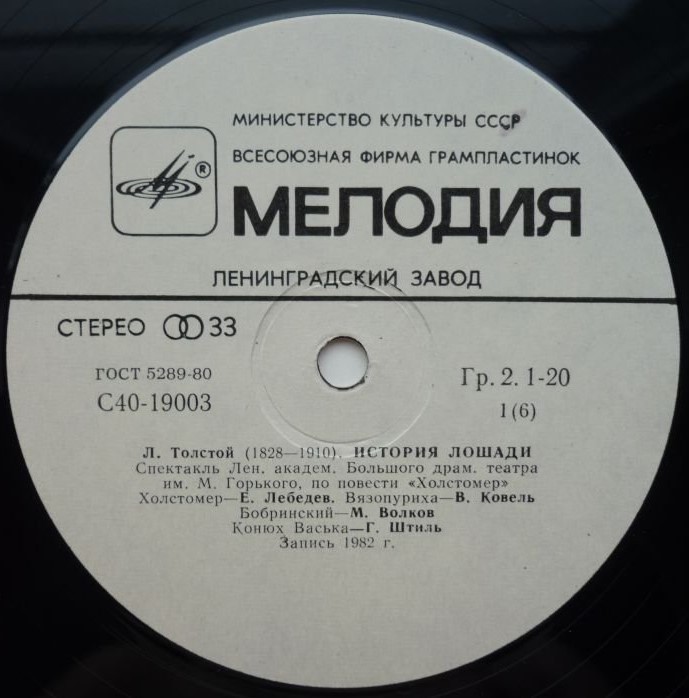 МИНИСТЕРСТВО КУЛЬТУРЫ СССР
ВСЕСОЮЗНАЯ ФИРМА ГРАМПЛАСТИНОК
®
МЕЛОДИЯ
ЛЕНИНГРАДСКИЙ ЗАВОД
СТЕРЕО 33
ГОСТ 5289-80
Гр. 2. 1-20
С40-19003
1(6)
Л. Толстой (1828—1910). ИСТОРИЯ ЛОШАДИ
Спектакль Лен. академ. Большого драм. театра
им. М. Горького, по повести «Холстомер»
Холстомер—Е. Лебедев. Вязопуриха—В. Ковель
Бобринский—М. Волков
Конюх Васька—Г. Штиль
Запись 1982 г.